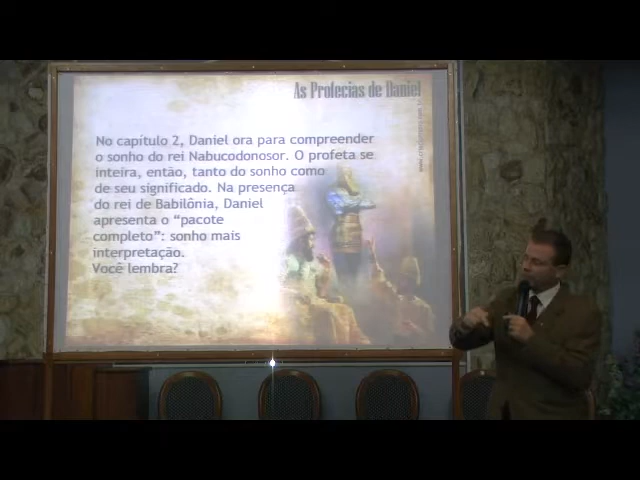 As Profecias de Daniel
No capítulo 2, Daniel ora para compreender
o sonho do rei Nabucodonosor. O profeta se
inteira, então, tanto do sonho como
de seu significado. Na presença
do rei de Babilônia, Daniel
apresenta o “pacote
completo”: sonho mais
interpretação.
Você lembra?